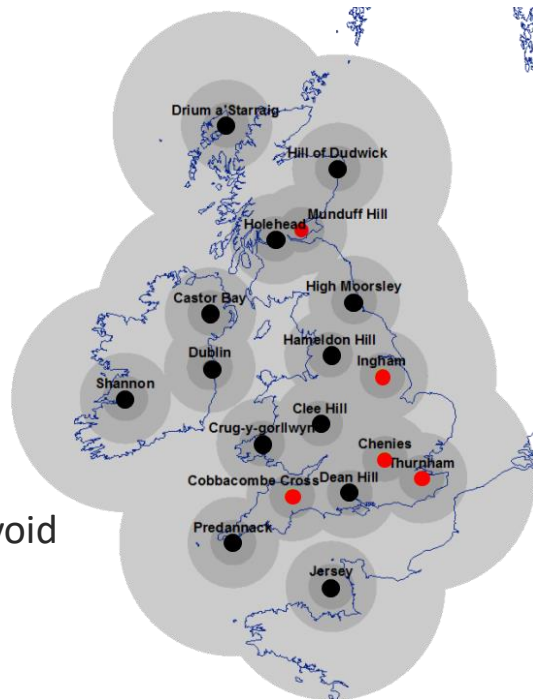 Drium a'Starraig
Hill of Dudwick
Munduff Hill
Holehead
High Moorsley
Castor Bay
Hameldon Hill
Dublin
Ingham
Shannon
Clee Hill
Crug-y-gorllwyn
Chenies
Thurnham
Cobbacombe Cross
Dean Hill
void
Predannack
Jersey